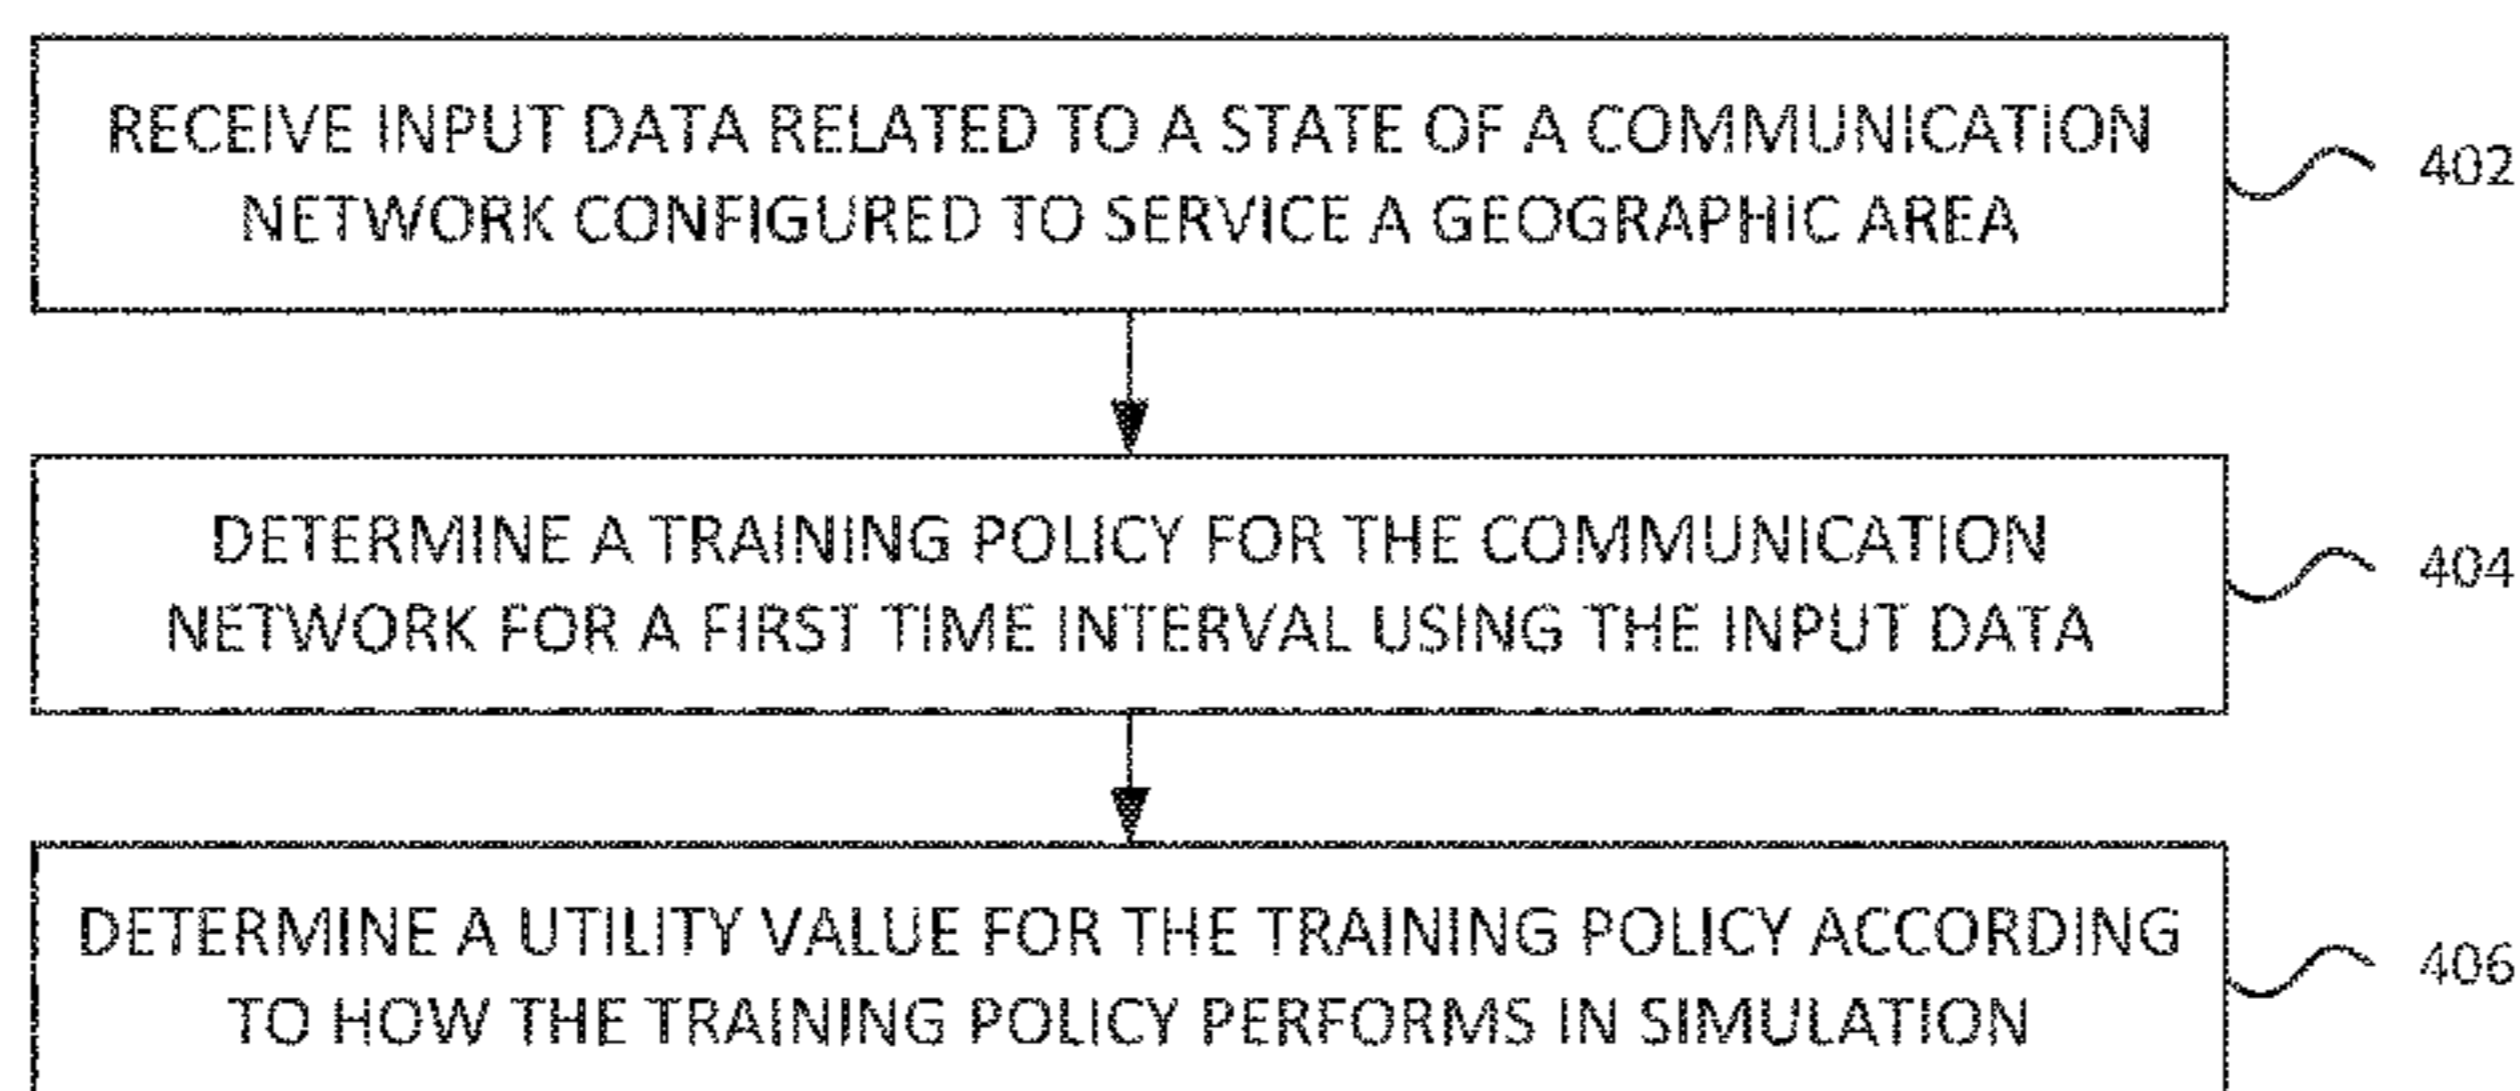 RECEIVE INPUT DATA RELATED TO A STATE OF A COMMUNICATION
NETWORK CONFIGURED TO SERVICE A GEOGRAPHIC AREA
402
DETERMINE A TRAINING POLICY FOR THE COMMUNICATION
NETWORK FOR A FIRST TIME INTERVAL USING THE INPUT DATA
404
DETERMINE A UTILITY VALUE FOR THE TRAINING POLICY ACCORDING
TO HOW THE TRAINING POLICY PERFORMS IN SIMULATION
406